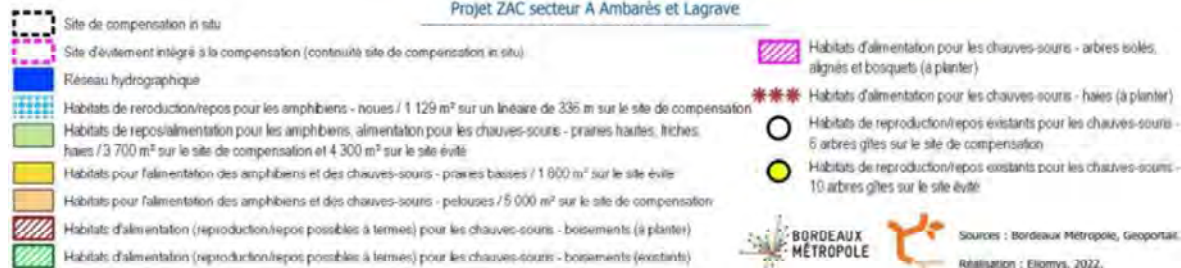 Projet ZAC secteur A Ambarès et Lagrave
Site de compensation in situ
Site d'évitement intégré à la compensation (continuité site de compensation in situ)
Réseau hydrographique
Habitats de reroduction/repos pour les amphibiens - noues / 1 129 m² sur un linéaire de 336 m sur le site de compensation
Habitats de repos/alimentation pour les amphibiens, alimentation pour les chauves-souris - prairies hautes, friches,
haies / 3 700 m² sur le site de compensation et 4 300 m² sur le site évité
Habitats pour l'alimentation des amphibiens et des chauves-souris - prairies basses / 1 600 m² sur le site évité
Habitats pour l'alimentation des amphibiens et des chauves-souris - pelouses / 5 000 m² sur le site de compensation
Habitats d'alimentation (reproduction/repos possibles à termes) pour les chauves-souris - boisements (à planter)
Habitats d'alimentation (reproduction/repos possibles à termes) pour les chauves-souris - boisements (existants)
Habitats d'alimentation pour les chauves-souris - arbres isolés,
alignés et bosquets (à planter)
Habitats d'alimentation pour les chauves-souris - haies (à planter)
Habitats de reproduction/repos existants pour les chauves-souris -
6 arbres gîtes sur le site de compensation
Habitats de reproduction/repos existants pour les chauves-souris -
10 arbres gîtes sur le site évité
BORDEAUX
MÉTROPOLE
Sources : Bordeaux Métropole, Geoportail.
Réalisation : Eliomys, 2022.